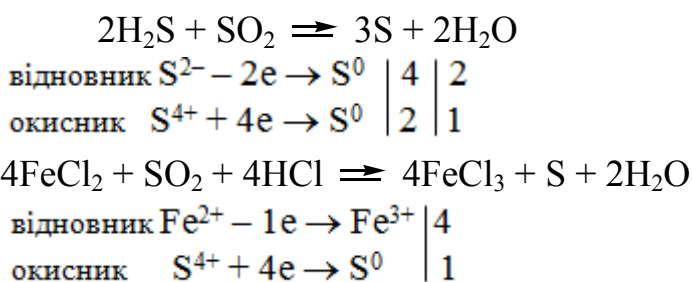 2H₂S + SO₂ = 3S + 2H₂O
відновник S²⁻ – 2e → S⁰ | 4 | 2
окисник S⁴⁺ + 4e → S⁰ | 2 | 1
4FeCl₂ + SO₂ + 4HCl = 4FeCl₃ + S + 2H₂O
відновник Fe²⁺ – 1e → Fe³⁺ | 4
окисник S⁴⁺ + 4e → S⁰ | 1